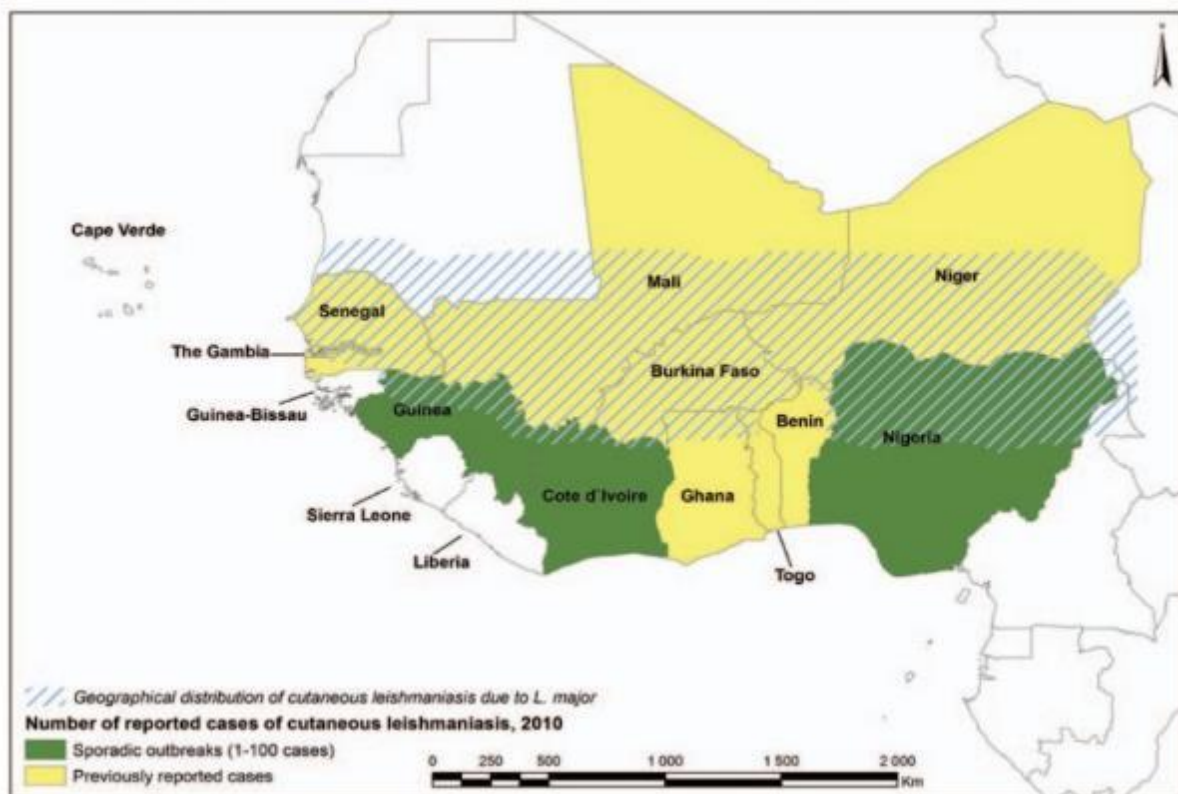 Cape Verde
Mali
Niger
Senegal
The Gambia
Burkina Faso
Guinea-Bissau
Guinea
Benin
Nigeria
Cote d´Ivoire
Ghana
Sierra Leone
Liberia
Togo
Geographical distribution of cutaneous leishmaniasis due to L. major
Number of reported cases of cutaneous leishmaniasis, 2010
Sporadic outbreaks (1-100 cases)
Previously reported cases
0 250 500 1 000 1 500 2 000
Km